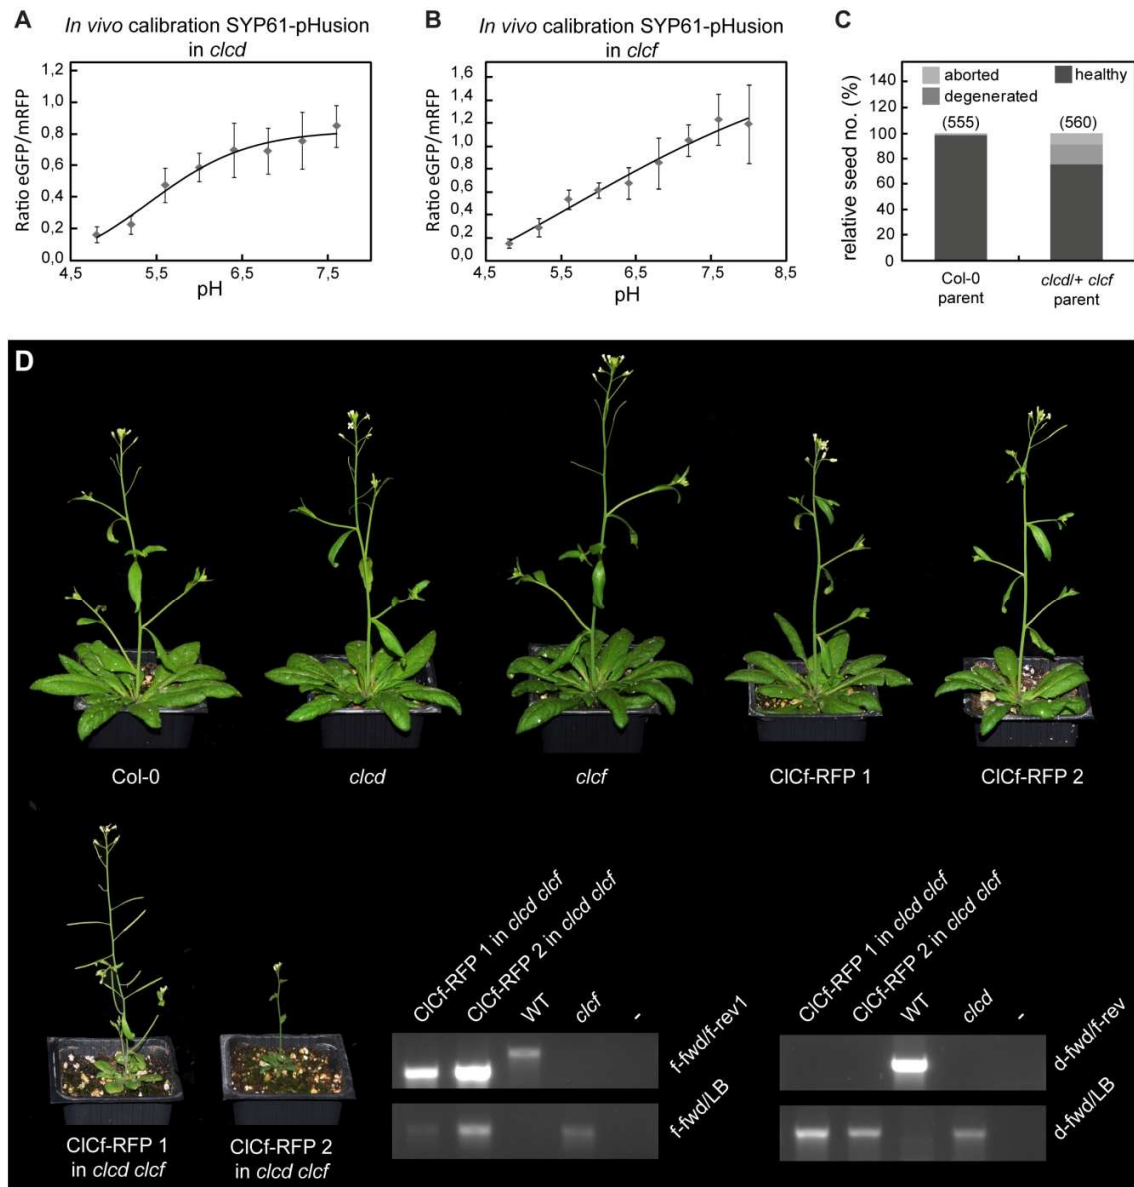 A
In vivo calibration SYP61-pHusion
in clcd
Ratio eGFP/mRFP
1,2
1,0
0,8
0,6
0,4
0,2
0,0
4,5 5,5 6,5 7,5
pH
B
In vivo calibration SYP61-pHusion
in clcf
Ratio eGFP/mRFP
1,6
1,4
1,2
1,0
0,8
0,6
0,4
0,2
0,0
4,5 5,5 6,5 7,5 8,5
pH
C
relative seed no. (%)
140
120
100
80
60
40
20
0
aborted healthy
degenerated
(555) (560)
Col-0
parent
clcd/+ clcf
parent
D
Col-0 clcd clcf ClCf-RFP 1 ClCf-RFP 2
ClCf-RFP 1
in clcd clcf
ClCf-RFP 2
in clcd clcf
ClCf-RFP 1 in clcd clcf
ClCf-RFP 2 in clcd clcf
WT
clcf
-
f-fwd/f-rev1
f-fwd/LB
ClCf-RFP 1 in clcd clcf
ClCf-RFP 2 in clcd clcf
WT
clcd
-
d-fwd/f-rev
d-fwd/LB